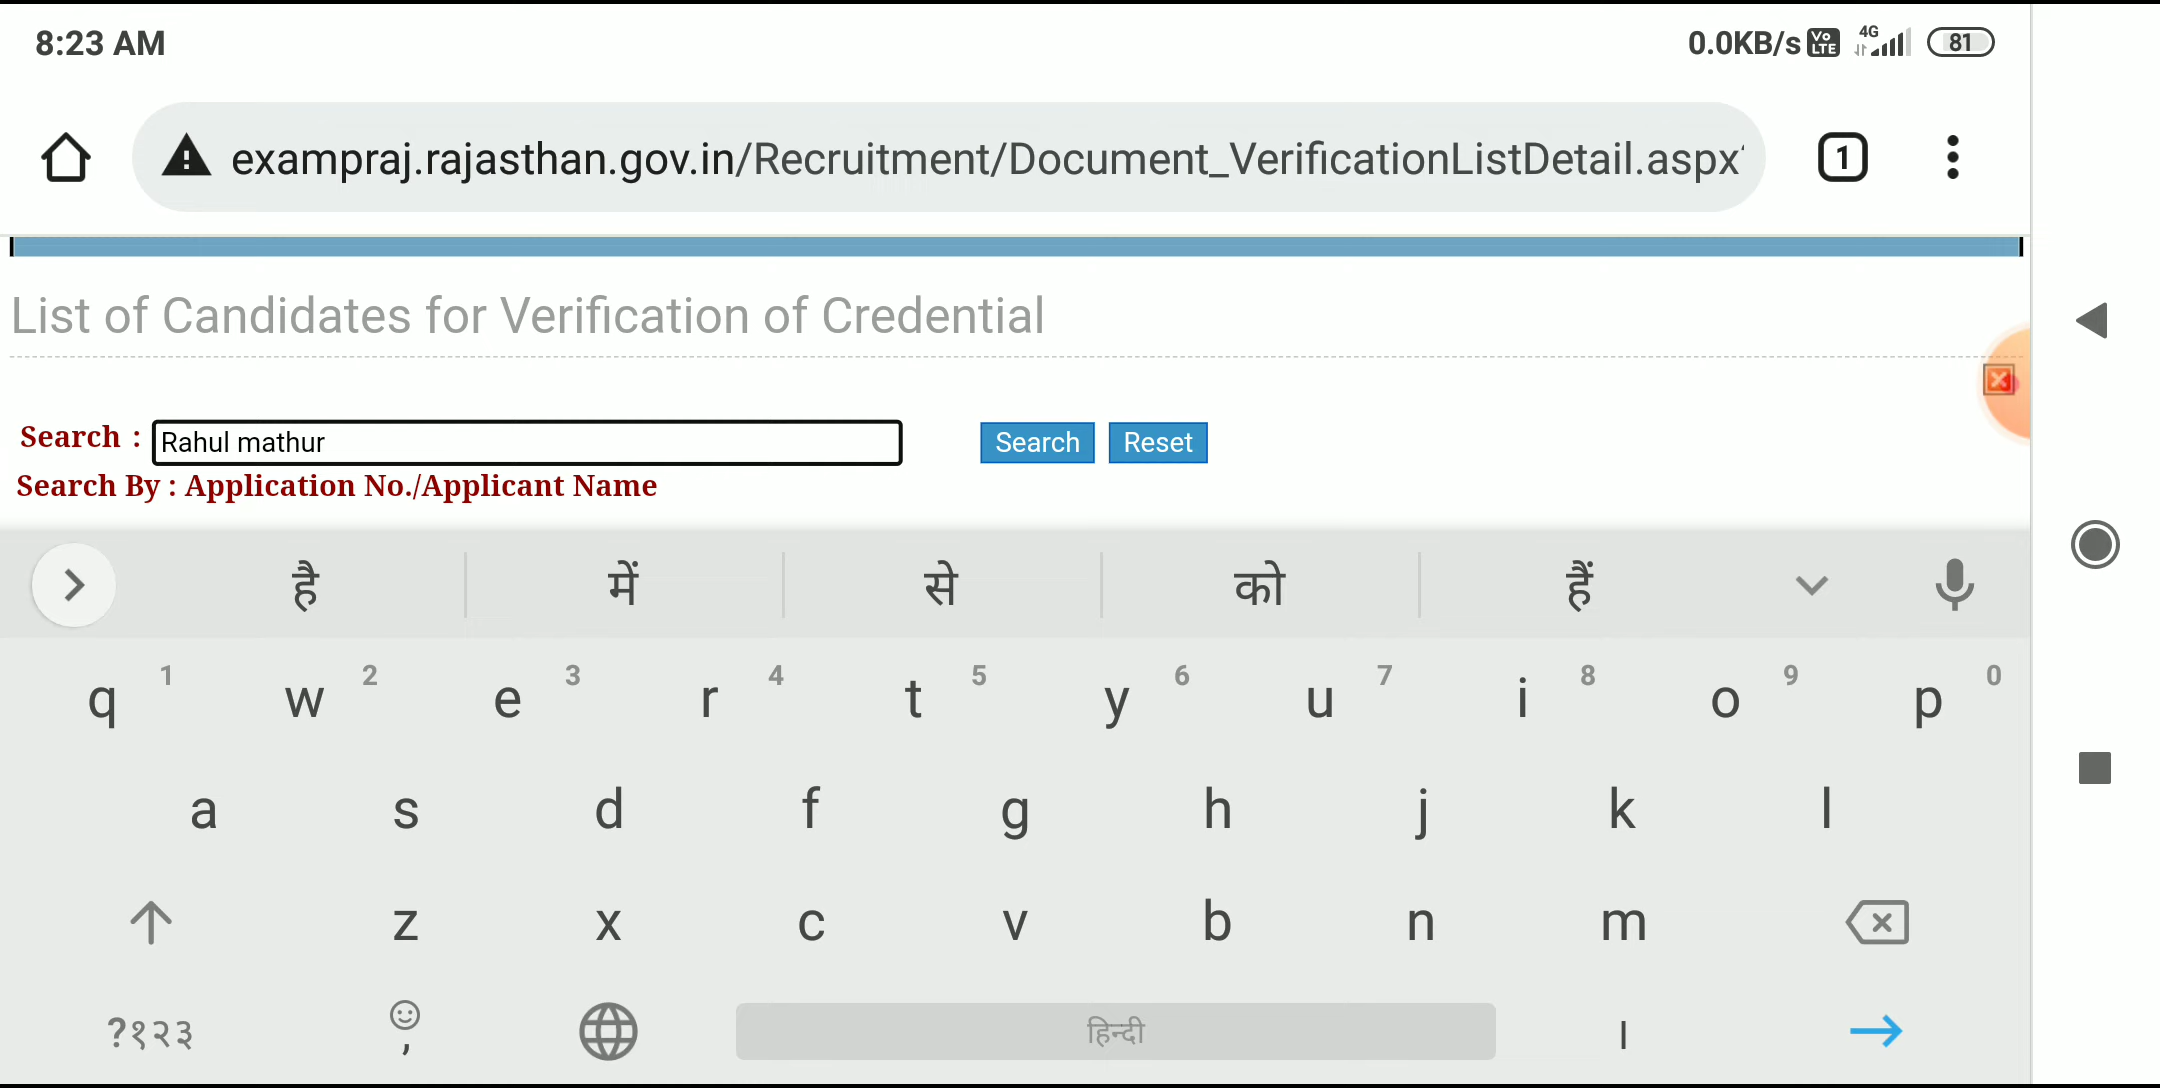 8:23 AM
0.0KB/s Vo LTE 4G 81
exampraj.rajasthan.gov.in/Recruitment/Document_VerificationListDetail.aspx
1
List of Candidates for Verification of Credential
Search : Rahul mathur Search Reset
Search By : Application No./Applicant Name
है में से को हैं
q 1 w 2 e 3 r 4 t 5 y 6 u 7 i 8 o 9 p 0
a s d f g h j k l
z x c v b n m
?१२३ , हिन्दी ।